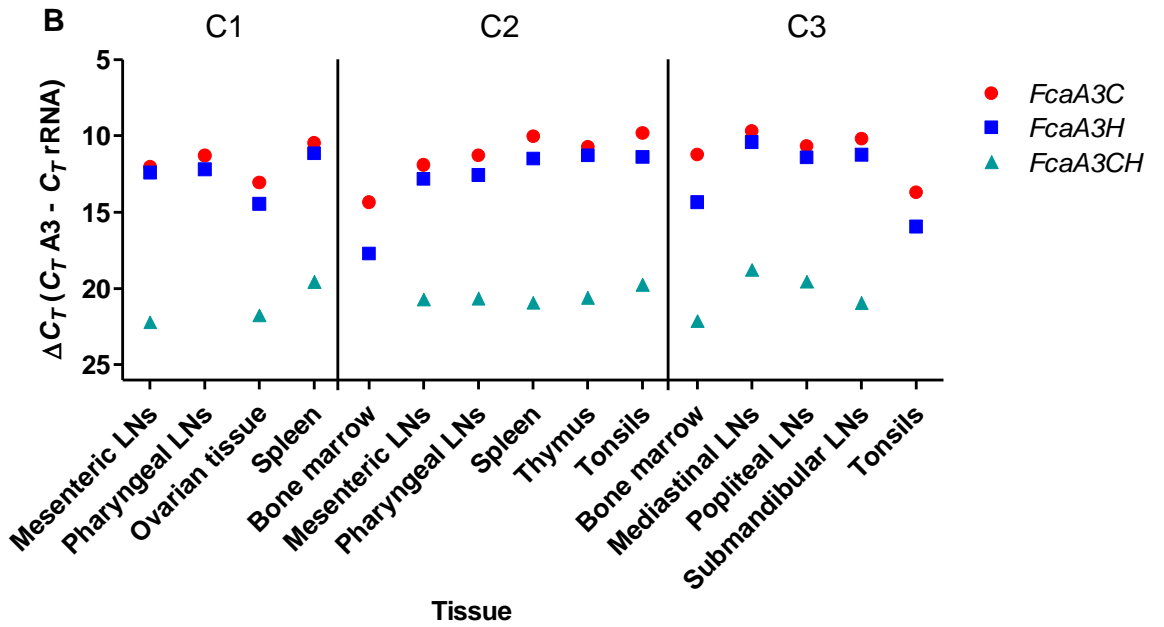 B
C1
C2
C3
ΔC_T (C_T A3 - C_T rRNA)
5
10
15
20
25
FcaA3C
FcaA3H
FcaA3CH
Mesenteric LNs
Pharyngeal LNs
Ovarian tissue
Spleen
Bone marrow
Mesenteric LNs
Pharyngeal LNs
Spleen
Thymus
Tonsils
Bone marrow
Mediastinal LNs
Popliteal LNs
Submandibular LNs
Tonsils
Tissue